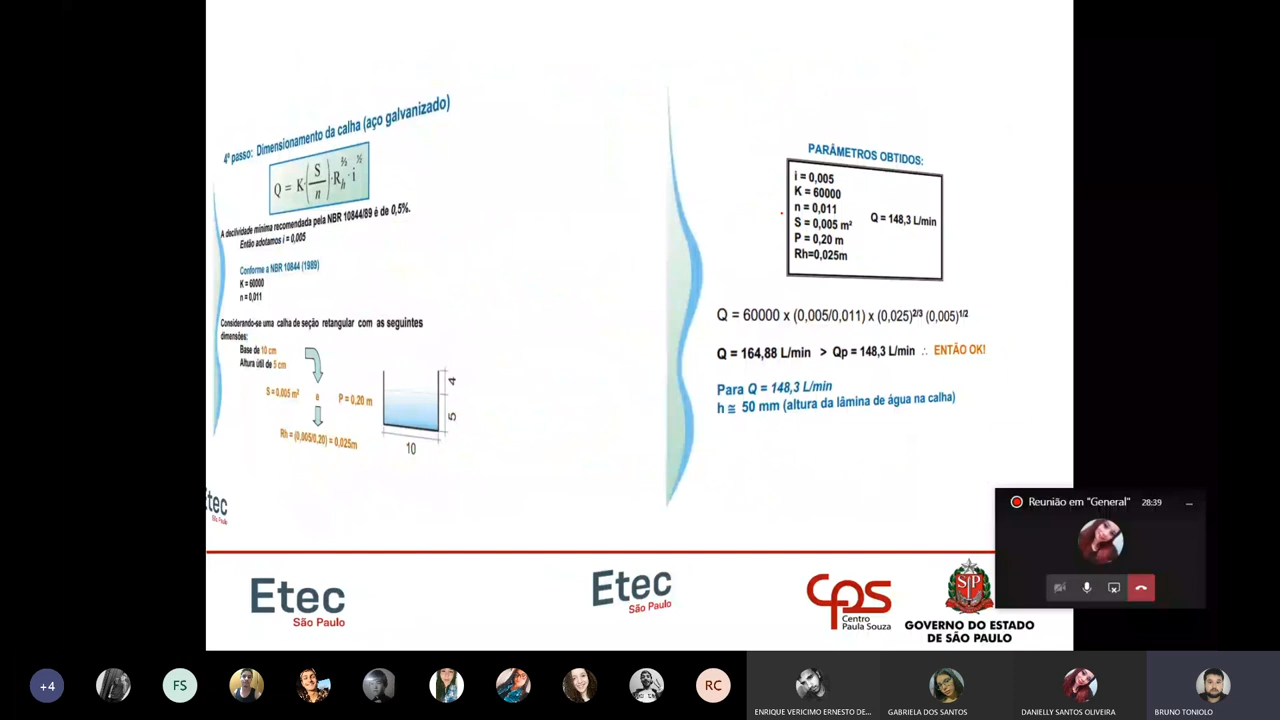 4º passo: Dimensionamento da calha (aço galvanizado)
Q = K·(S/n)·Rh^2/3·i^1/2
A declividade mínima recomendada pela NBR 10844/89 é de 0,5%.
Então adotamos i = 0,005
Conforme a NBR 10844 (1989)
K = 60000
n = 0,011
Considerando-se uma calha de seção retangular com as seguintes
dimensões:
Base de 10 cm
Altura útil de 5 cm
S = 0,005 m² e P = 0,20 m
Rh = (0,005/0,20) = 0,025m
4
5
10
PARÂMETROS OBTIDOS:
i = 0,005
K = 60000
n = 0,011
S = 0,005 m²
P = 0,20 m
Rh=0,025m
Q = 148,3 L/min
Q = 60000 x (0,005/0,011) x (0,025)²/³ (0,005)¹/²
Q = 164,88 L/min > Qp = 148,3 L/min ∴ ENTÃO OK!
Para Q = 148,3 L/min
h ≅ 50 mm (altura da lâmina de água na calha)
Reunião em "General" 28:39
etec
São Paulo
Etec
São Paulo
Etec
São Paulo
CPS
Centro
Paula Souza
SP
GOVERNO DO ESTADO
DE SÃO PAULO
+4
FS
RC
ENRIQUE VERICIMO ERNESTO DE...
GABRIELA DOS SANTOS
DANIELLY SANTOS OLIVEIRA
BRUNO TONIOLO